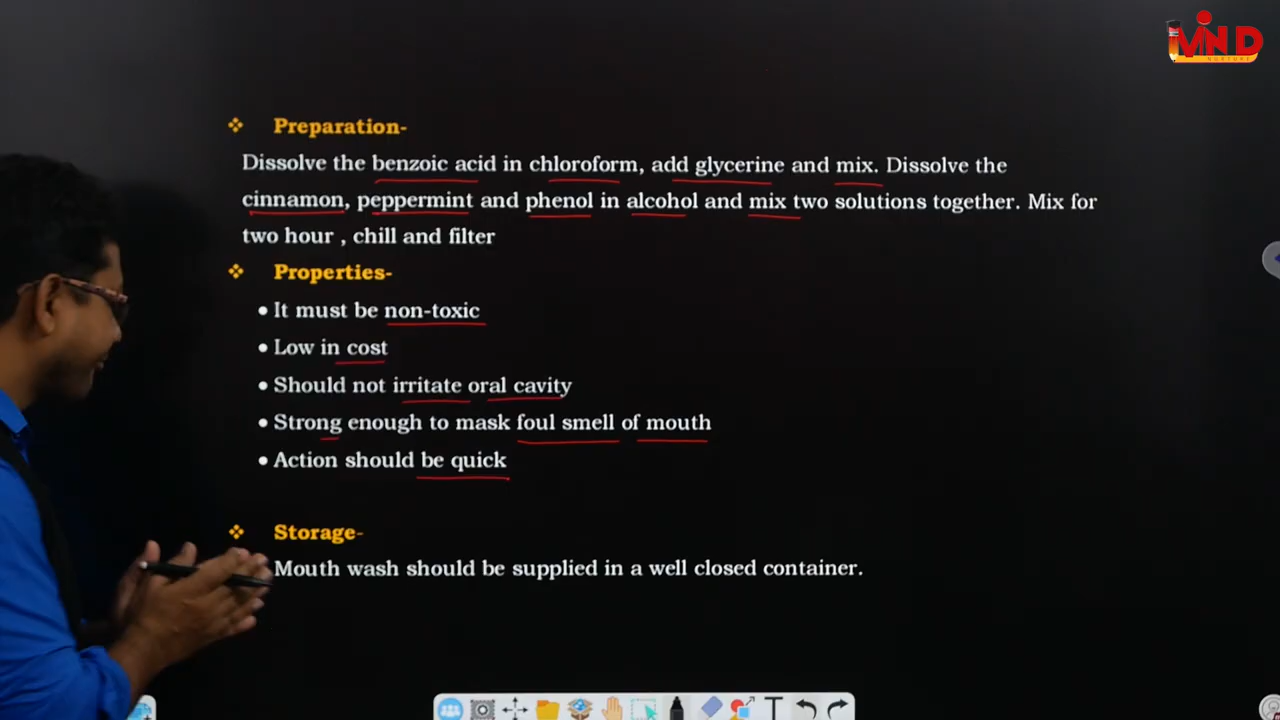 MIND
NURTURE
❖ Preparation-
Dissolve the benzoic acid in chloroform, add glycerine and mix. Dissolve the
cinnamon, peppermint and phenol in alcohol and mix two solutions together. Mix for
two hour , chill and filter
❖ Properties-
• It must be non-toxic
• Low in cost
• Should not irritate oral cavity
• Strong enough to mask foul smell of mouth
• Action should be quick
❖ Storage-
Mouth wash should be supplied in a well closed container.
T